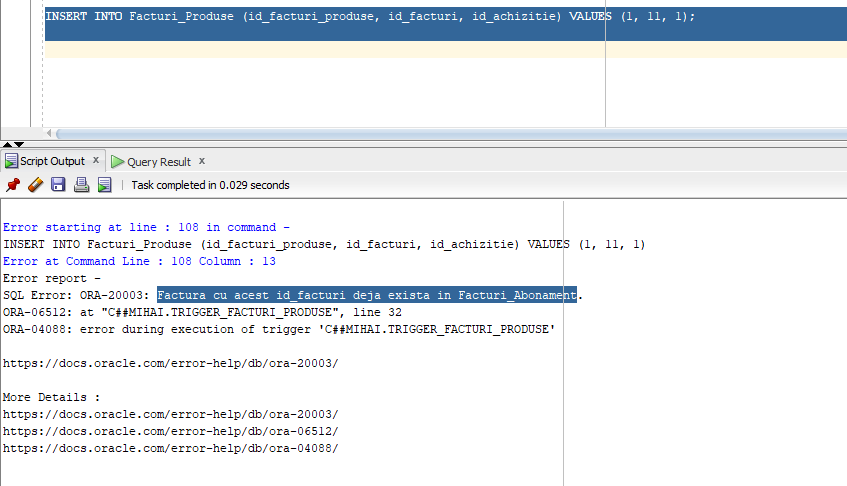 INSERT INTO Facturi_Produse (id_facturi_produse, id_facturi, id_achizitie) VALUES (1, 11, 1);
Script Output x Query Result x
Task completed in 0.029 seconds
Error starting at line : 108 in command -
INSERT INTO Facturi_Produse (id_facturi_produse, id_facturi, id_achizitie) VALUES (1, 11, 1)
Error at Command Line : 108 Column : 13
Error report -
SQL Error: ORA-20003: Factura cu acest id_facturi deja exista in Facturi_Abonament.
ORA-06512: at "C##MIHAI.TRIGGER_FACTURI_PRODUSE", line 32
ORA-04088: error during execution of trigger 'C##MIHAI.TRIGGER_FACTURI_PRODUSE'
https://docs.oracle.com/error-help/db/ora-20003/
More Details :
https://docs.oracle.com/error-help/db/ora-20003/
https://docs.oracle.com/error-help/db/ora-06512/
https://docs.oracle.com/error-help/db/ora-04088/